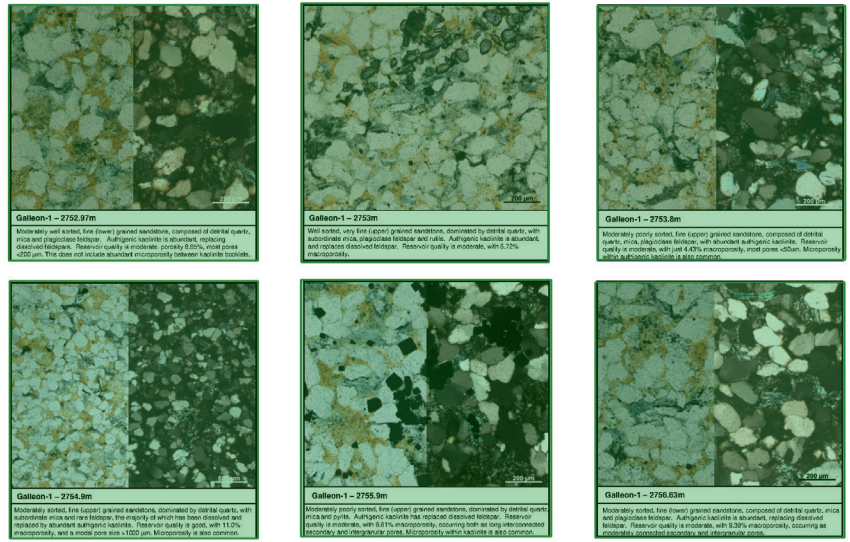 200 µm
Galleon-1 – 2752.97m
Moderately well sorted, fine (lower) grained sandstone, composed of detrital quartz,
mica and plagioclase feldspar. Authigenic kaolinite is abundant, replacing
dissolved feldspars. Reservoir quality is moderate: porosity 8.65%, most pores
<200 µm. This does not include abundant microporosity between kaolinite booklets.
200 µm
Galleon-1 – 2753m
Well sorted, very fine (upper) grained sandstone, dominated by detrital quartz, with
subordinate mica, plagioclase feldspar and rutile. Authigenic kaolinite is abundant,
and replaces dissolved feldspar. Reservoir quality is moderate, with 6.72%
macroporosity.
200 µm
Galleon-1 – 2753.8m
Moderately poorly sorted, fine (upper) grained sandstone, composed of detrital
quartz, mica, plagioclase feldspar, with abundant authigenic kaolinite. Reservoir
quality is moderate, with just 4.43% macroporosity, most pores <50µm. Microporosity
within authigenic kaolinite is also common.
Galleon-1 – 2754.9m
Moderately sorted, fine (upper) grained sandstone, dominated by detrital quartz, with
subordinate mica and rare feldspar, the majority of which has been dissolved and
replaced by abundant authigenic kaolinite. Reservoir quality is good, with 11.0%
macroporosity, and a modal pore size >1000 µm. Microporosity is also common.
200 µm
Galleon-1 – 2755.9m
Moderately poorly sorted, fine (upper) grained sandstone, dominated by detrital quartz,
mica and pyrite. Authigenic kaolinite has replaced dissolved feldspar. Reservoir
quality is moderate, with 8.61% macroporosity, occurring both as long interconnected
secondary and intergranular pores. Microporosity within kaolinite is also common.
200 µm
Galleon-1 – 2756.63m
Moderately sorted, fine (lower) grained sandstone, composed of detrital quartz, mica
and plagioclase feldspar. Authigenic kaolinite is abundant, replacing dissolved
feldspar. Reservoir quality is moderate, with 9.39% macroporosity, occurring as
moderately connected secondary and intergranular pores.